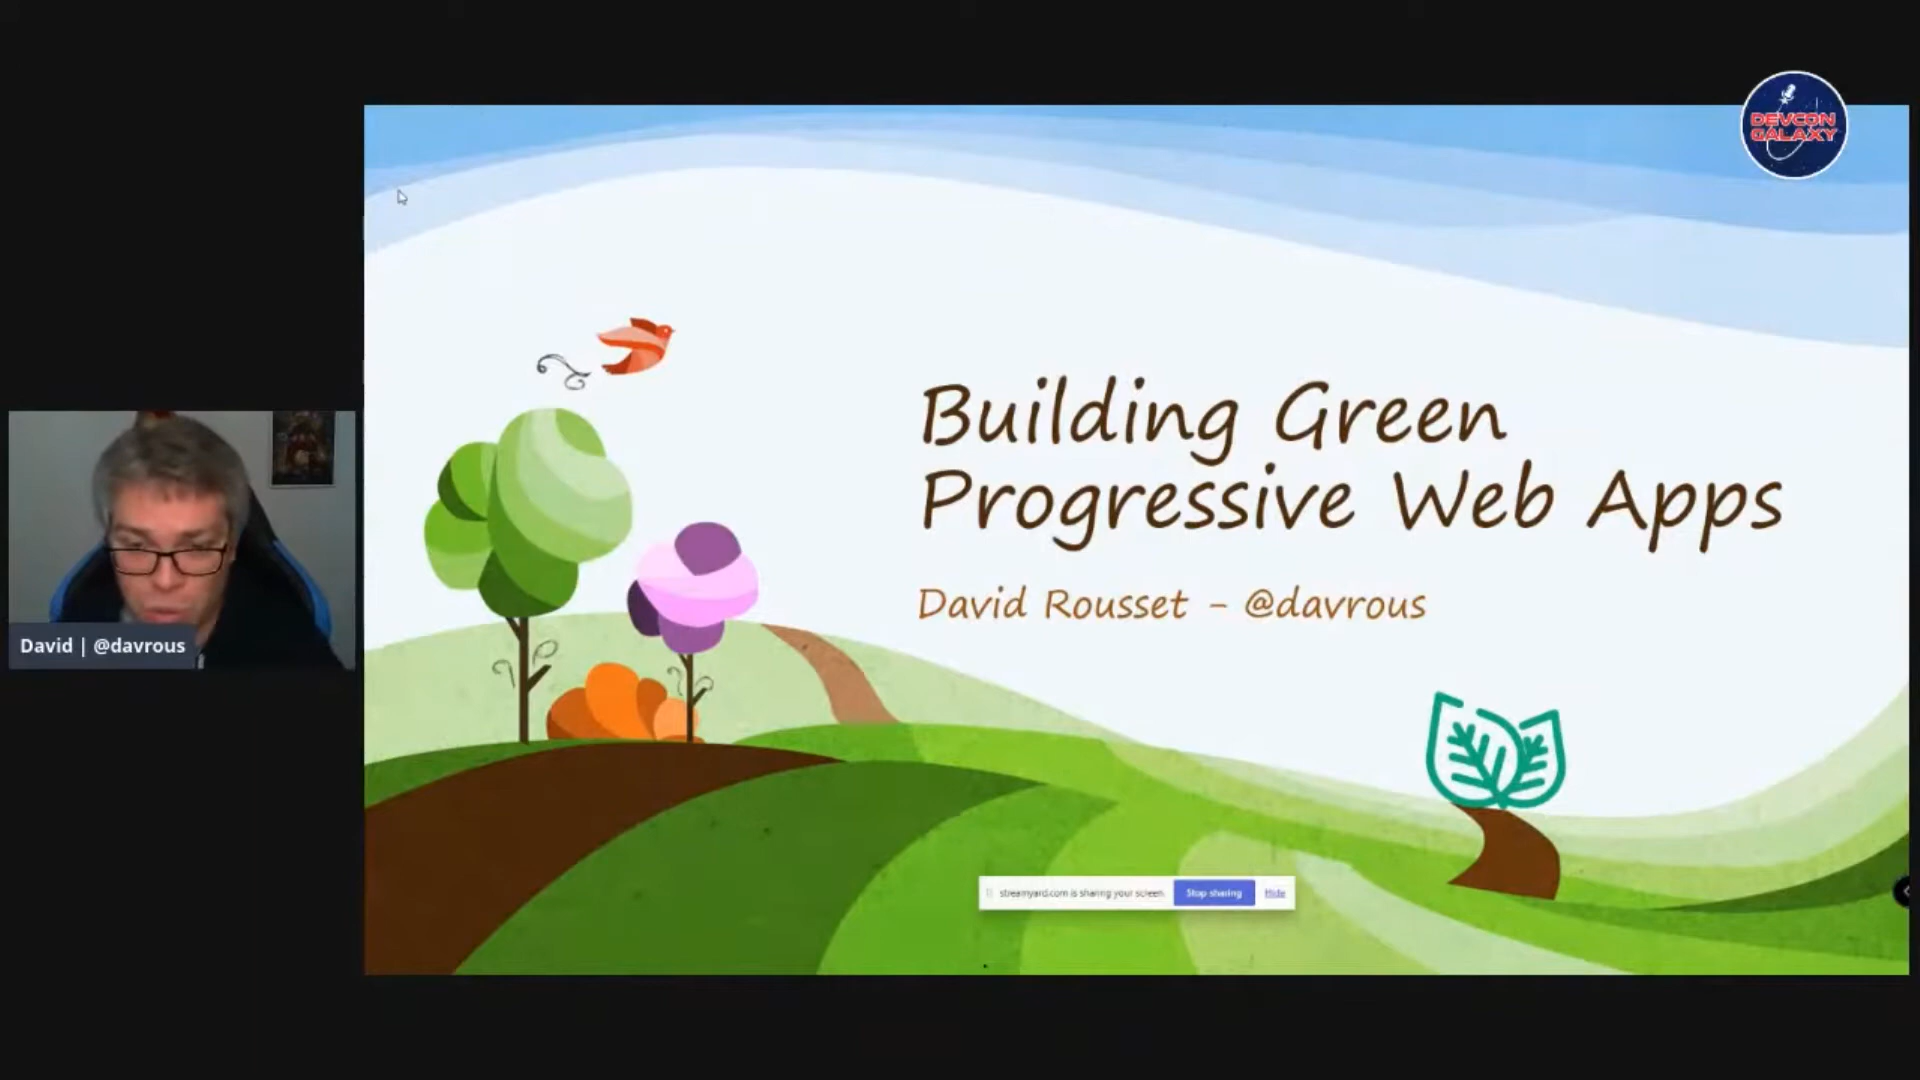 DEVCON
GALAXY
Building Green
Progressive Web Apps
David Rousset - @davrous
David | @davrous
streamyard.com is sharing your screen.
Stop sharing
Hide